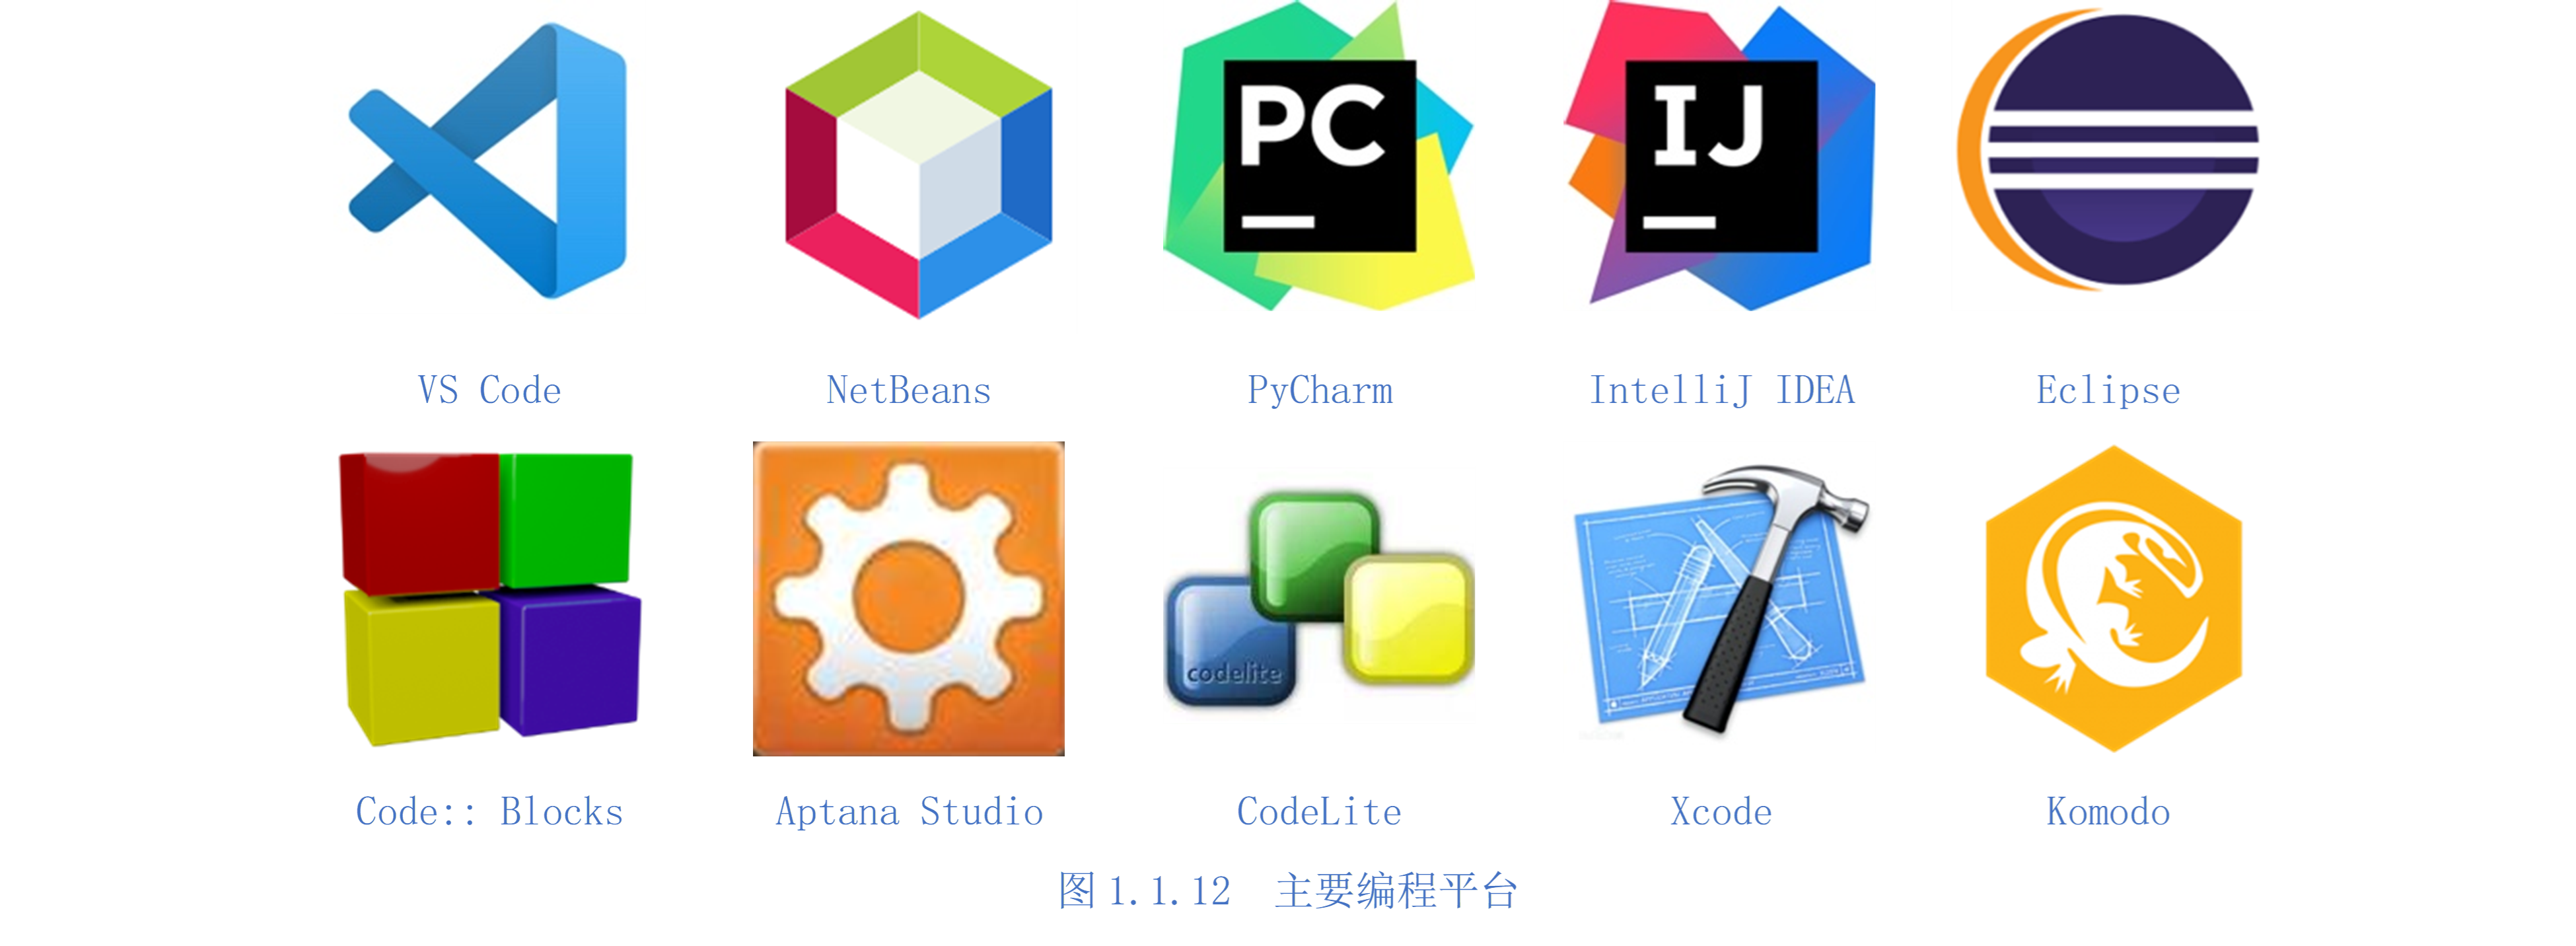 PC
IJ
VS Code
NetBeans
PyCharm
IntelliJ IDEA
Eclipse
codelite
Code:: Blocks
Aptana Studio
CodeLite
Xcode
Komodo
图 1.1.12 主要编程平台